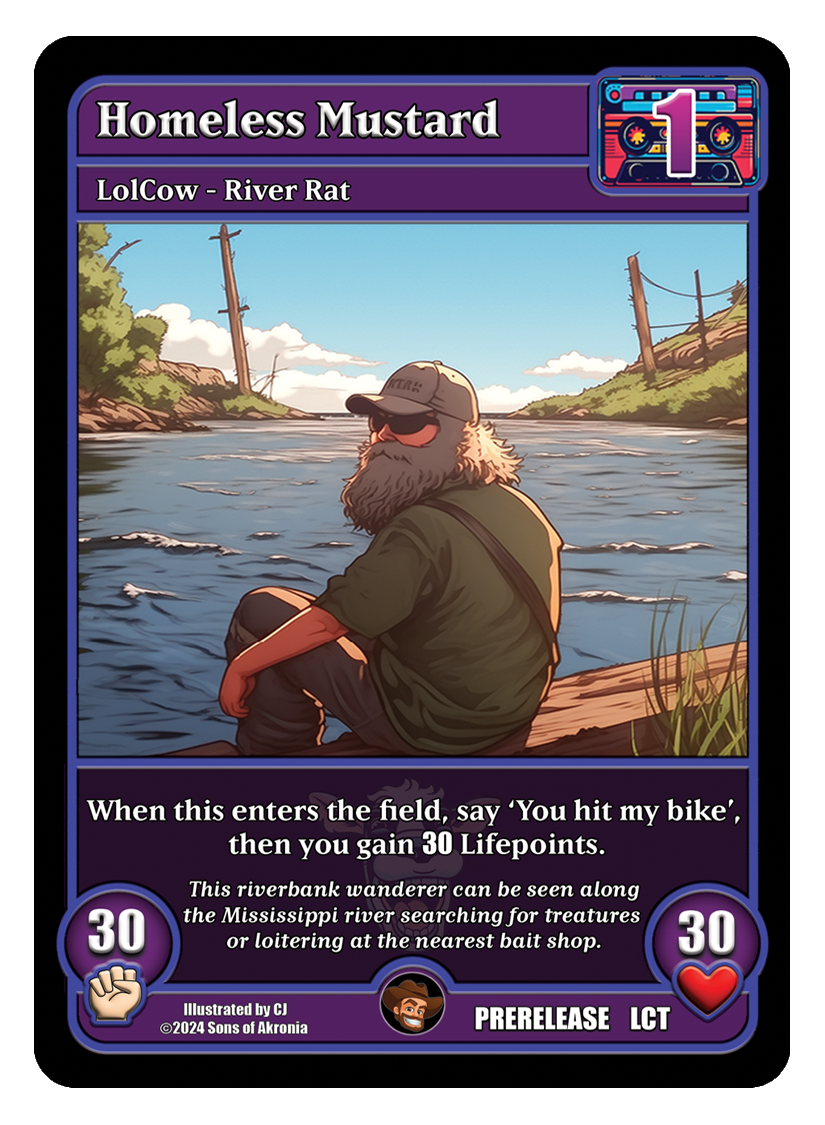 Homeless Mustard
1
LolCow - River Rat
When this enters the field, say ‘You hit my bike’,
then you gain 30 Lifepoints.
This riverbank wanderer can be seen along
the Mississippi river searching for treatures
or loitering at the nearest bait shop.
30
30
Illustrated by CJ
©2024 Sons of Akronia
PRERELEASE LCT